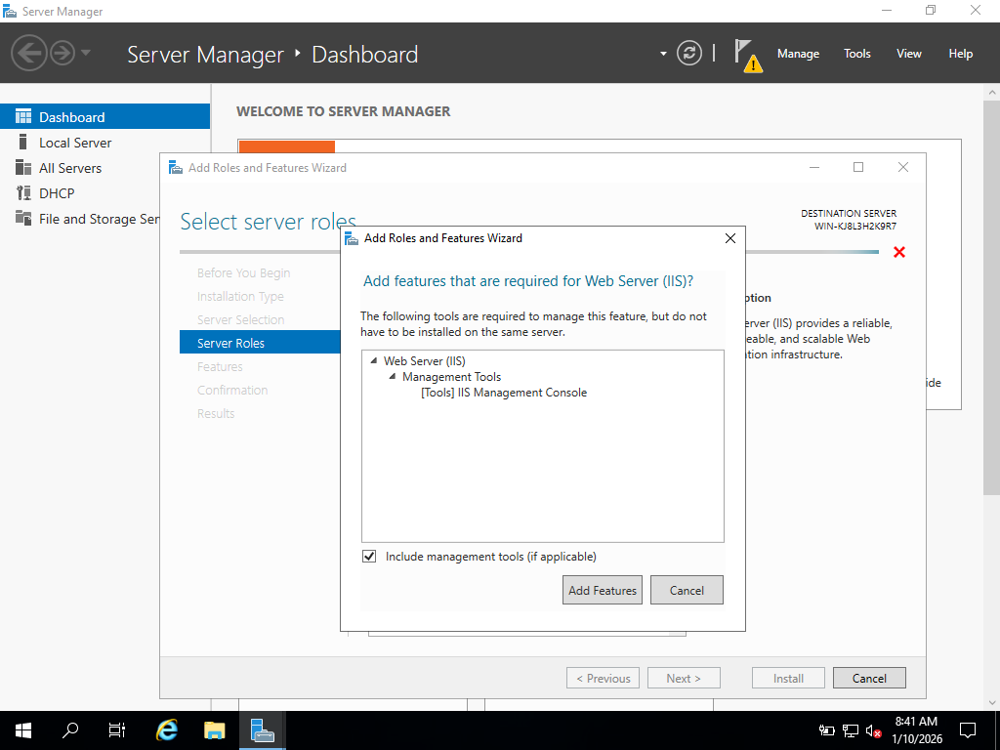 Server Manager
Server Manager ‣ Dashboard
Manage Tools View Help
Dashboard
Local Server
All Servers
DHCP
File and Storage Ser
WELCOME TO SERVER MANAGER
Add Roles and Features Wizard
Select server roles
DESTINATION SERVER
WIN-KJ8L3H2K9R7
Before You Begin
Installation Type
Server Selection
Server Roles
Features
Confirmation
Results
Add Roles and Features Wizard
Add features that are required for Web Server (IIS)?
The following tools are required to manage this feature, but do not
have to be installed on the same server.
Web Server (IIS)
Management Tools
[Tools] IIS Management Console
Include management tools (if applicable)
Add Features Cancel
ption
erver (IIS) provides a reliable,
eable, and scalable Web
tion infrastructure.
ide
< Previous Next > Install Cancel
8:41 AM
1/10/2026